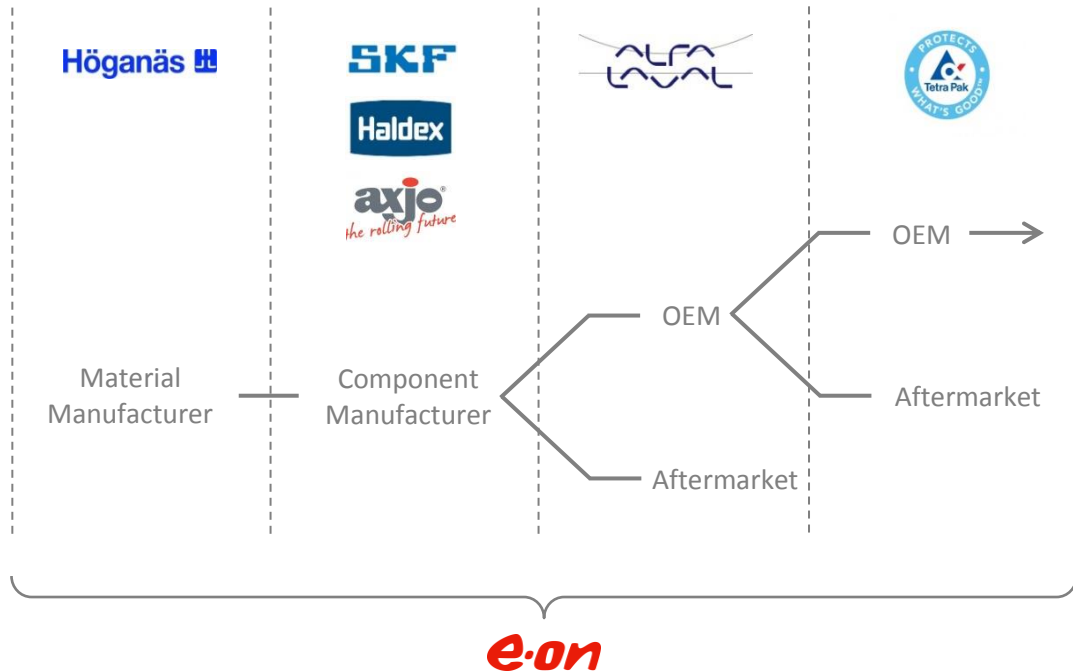 Höganäs
SKF
Haldex
axjo®
the rolling future
ALFA
LAVAL
PROTECTS
Tetra Pak
WHAT'S GOOD™
OEM
OEM
Material
Manufacturer
Component
Manufacturer
Aftermarket
Aftermarket
e·on